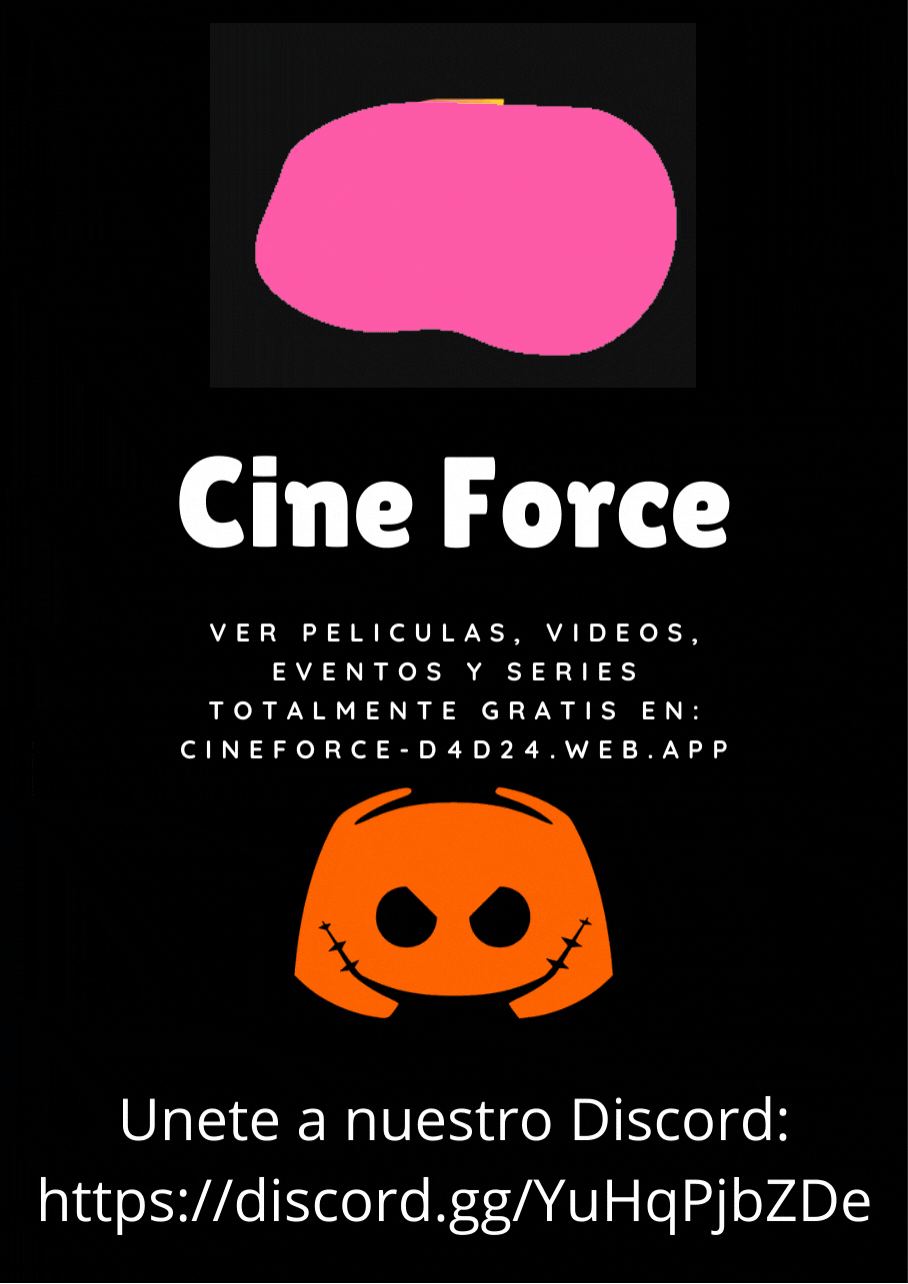 Cine Force
VER PELICULAS, VIDEOS,
EVENTOS Y SERIES
TOTALMENTE GRATIS EN:
CINEFORCE-D4D24.WEB.APP
Unete a nuestro Discord:
https://discord.gg/YuHqPjbZDe